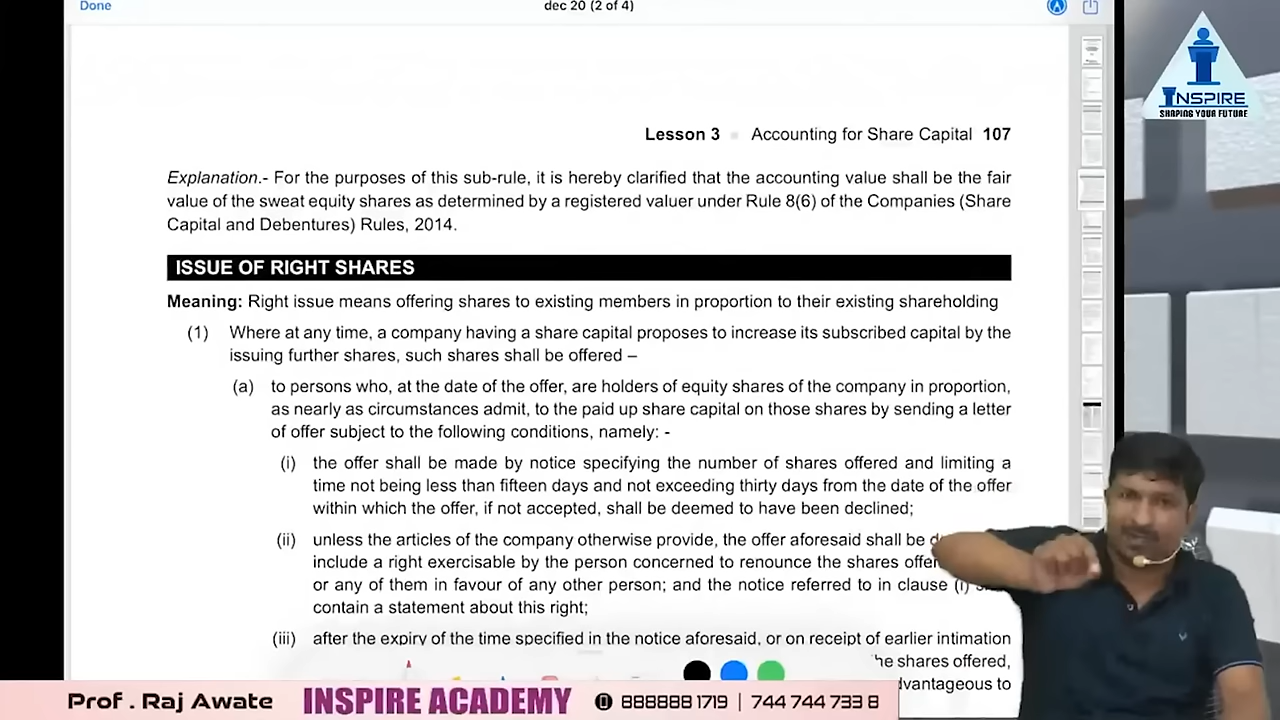 Done
dec 20 (2 of 4)
INSPIRE
SHAPING YOUR FUTURE
Lesson 3 Accounting for Share Capital 107
Explanation.- For the purposes of this sub-rule, it is hereby clarified that the accounting value shall be the fair
value of the sweat equity shares as determined by a registered valuer under Rule 8(6) of the Companies (Share
Capital and Debentures) Rules, 2014.
ISSUE OF RIGHT SHARES
Meaning: Right issue means offering shares to existing members in proportion to their existing shareholding
(1) Where at any time, a company having a share capital proposes to increase its subscribed capital by the
issuing further shares, such shares shall be offered –
(a) to persons who, at the date of the offer, are holders of equity shares of the company in proportion,
as nearly as circumstances admit, to the paid up share capital on those shares by sending a letter
of offer subject to the following conditions, namely: -
(i) the offer shall be made by notice specifying the number of shares offered and limiting a
time not being less than fifteen days and not exceeding thirty days from the date of the offer
within which the offer, if not accepted, shall be deemed to have been declined;
(ii) unless the articles of the company otherwise provide, the offer aforesaid shall be
include a right exercisable by the person concerned to renounce the shares
or any of them in favour of any other person; and the notice referred to in clause (i)
contain a statement about this right;
(iii) after the expiry of the time specified in the notice aforesaid, or on receipt of earlier intimation
he shares offered,
dvantageous to
Prof . Raj Awate INSPIRE ACADEMY 888888 1719 | 744 744 733 8